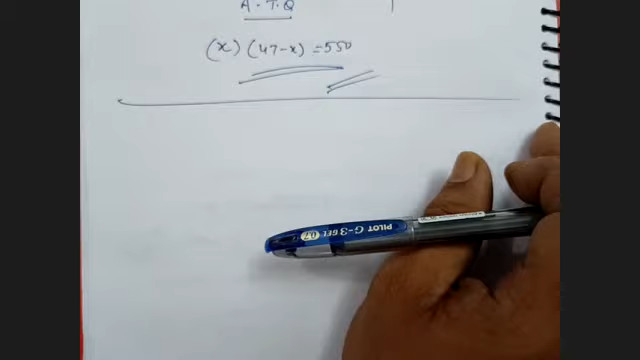 A.T.Q
(x) (47-x) = 550
PILOT G-3 GEL 0.7